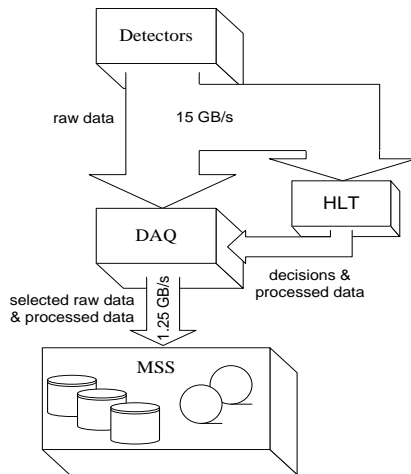 Detectors
raw data
15 GB/s
HLT
DAQ
decisions &
processed data
selected raw data
& processed data
1.25 GB/s
MSS